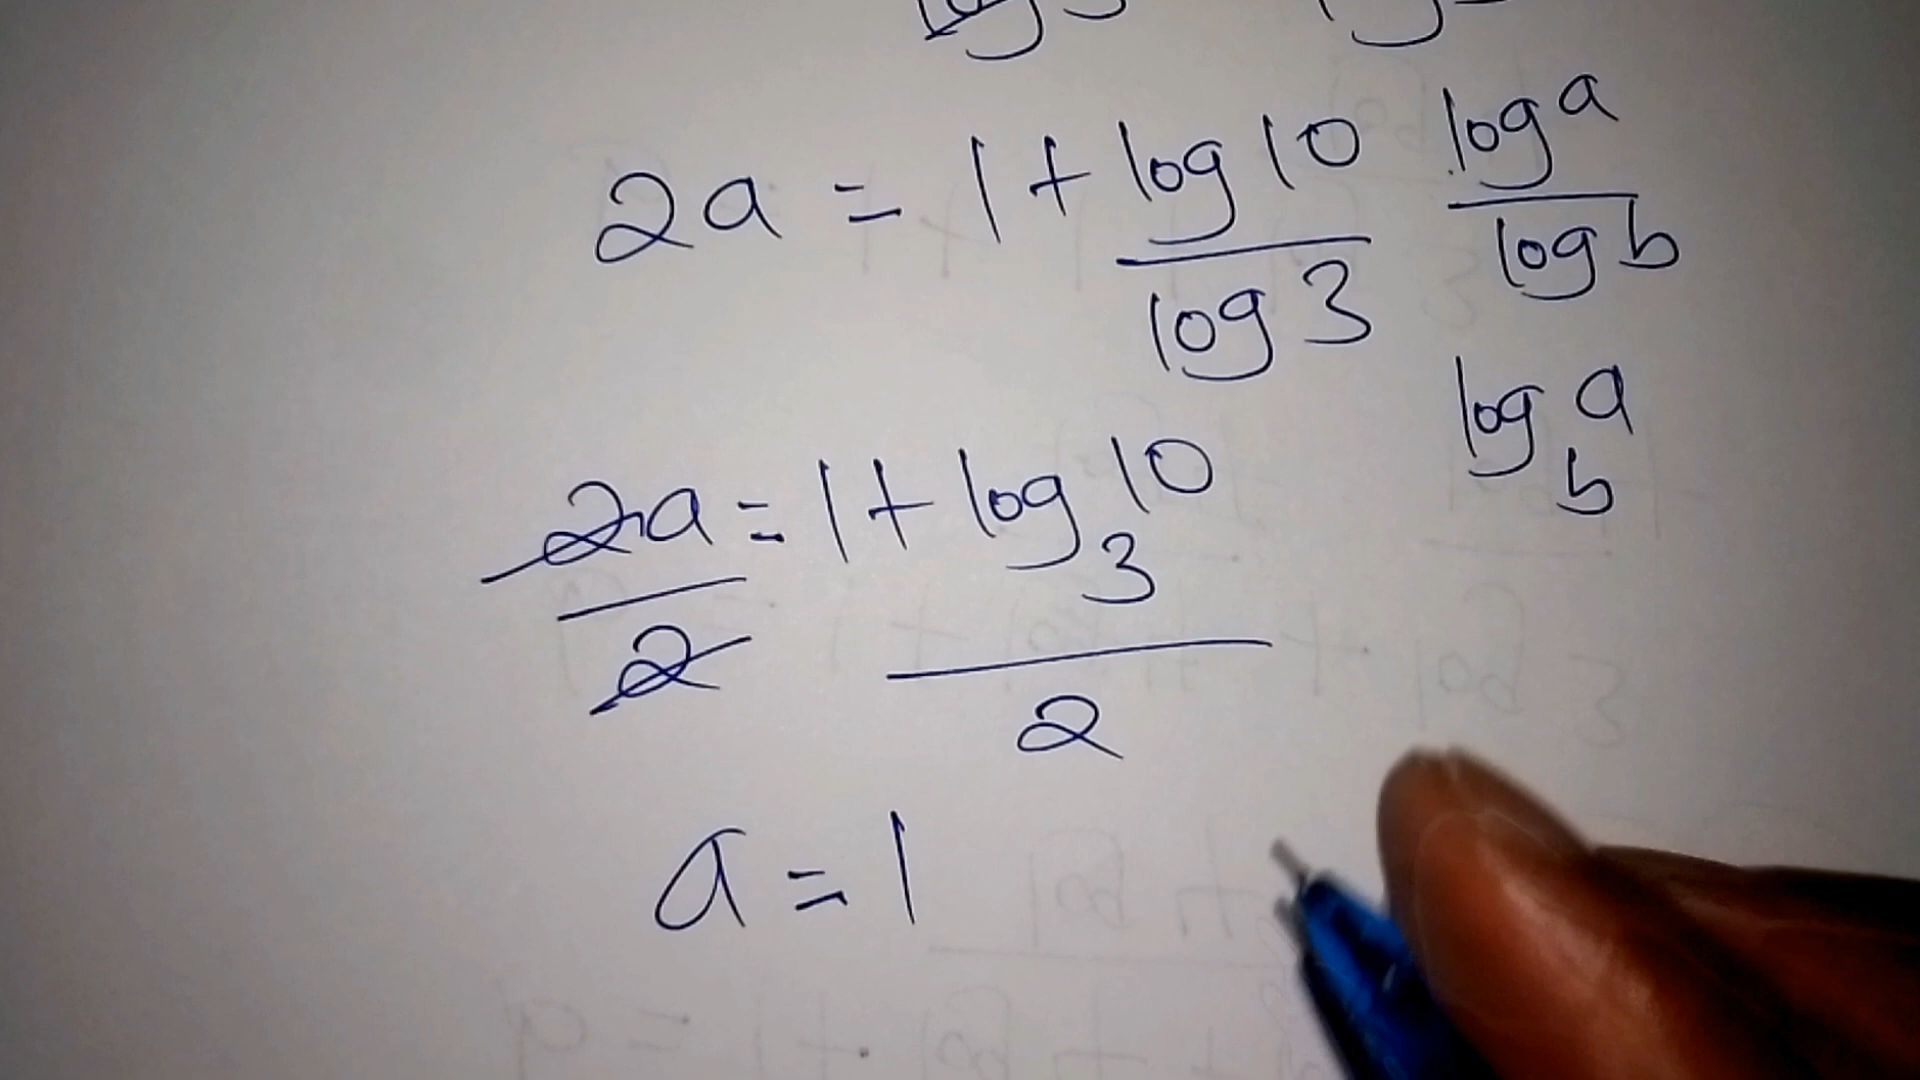 2a = 1 + log 10
log 3
log a
log b
log a
b
2a = 1 + log 10
3
2
2
a = 1